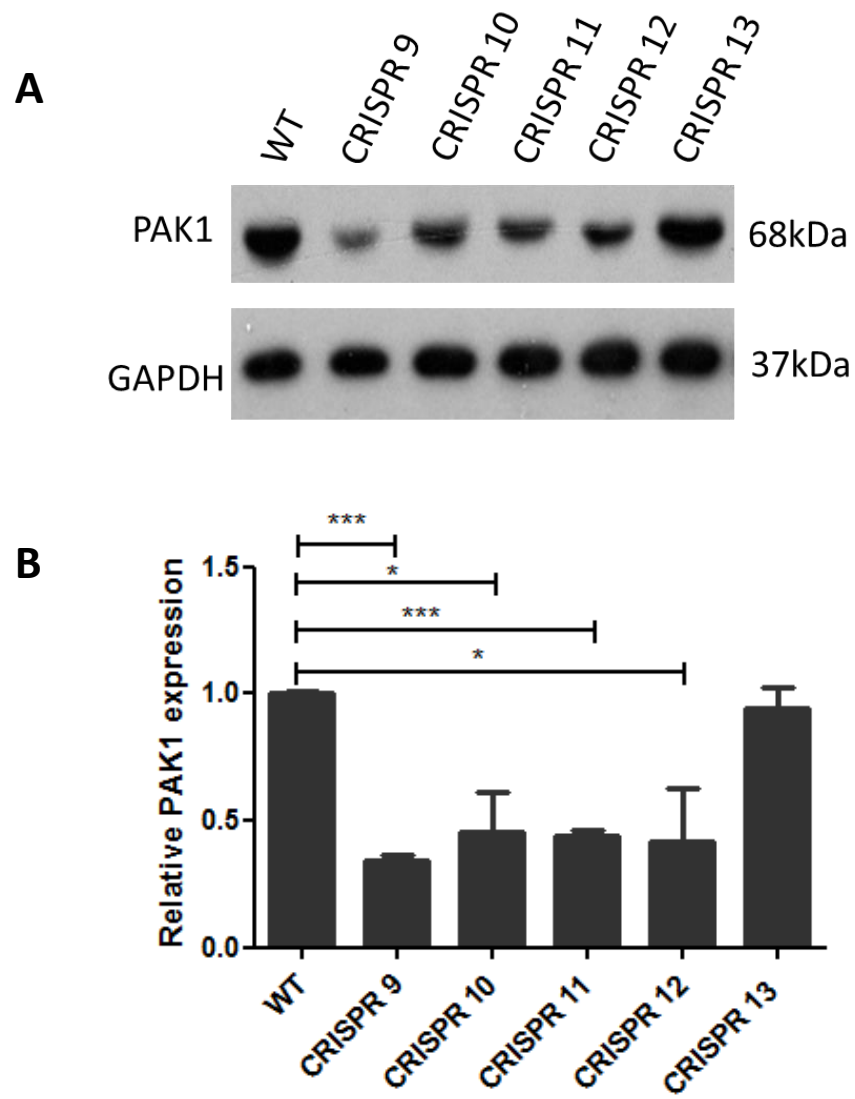 A
WT
CRISPR 9
CRISPR 10
CRISPR 11
CRISPR 12
CRISPR 13
PAK1
68kDa
GAPDH
37kDa
B
***
*
***
*
Relative PAK1 expression
1.5
1.0
0.5
0.0
WT
CRISPR 9
CRISPR 10
CRISPR 11
CRISPR 12
CRISPR 13